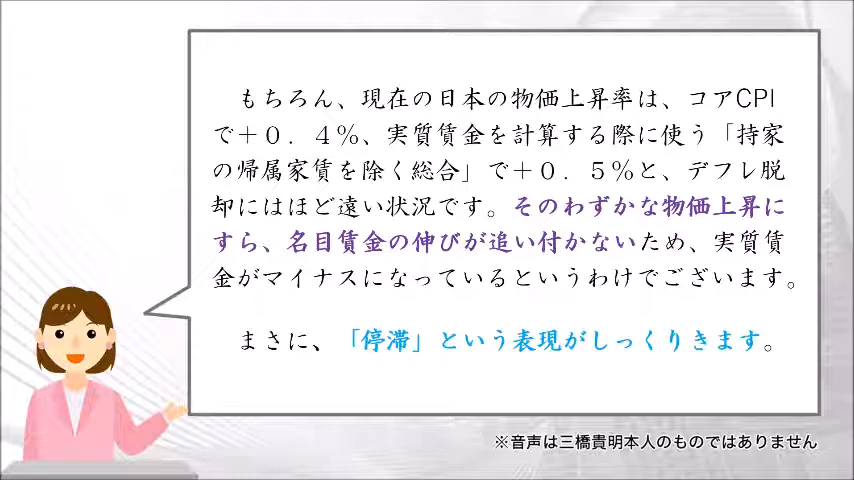 もちろん、現在の日本の物価上昇率は、コアCPI
で＋０．４％、実質賃金を計算する際に使う「持家
の帰属家賃を除く総合」で＋０．５％と、デフレ脱
却にはほど遠い状況です。そのわずかな物価上昇に
すら、名目賃金の伸びが追い付かないため、実質賃
金がマイナスになっているというわけでございます。
まさに、「停滞」という表現がしっくりきます。
※音声は三橋貴明本人のものではありません